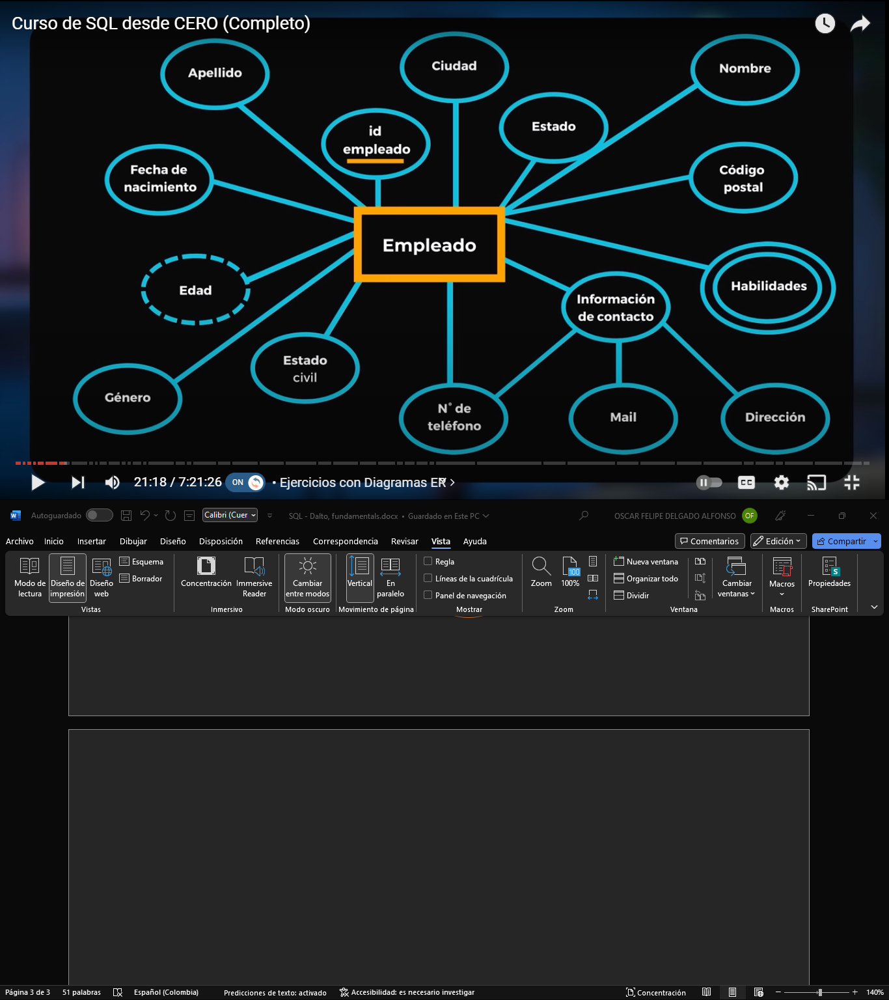 Curso de SQL desde CERO (Completo)
Apellido
Ciudad
Nombre
id
empleado
Estado
Fecha de
nacimiento
Código
postal
Empleado
Edad
Habilidades
Información
de contacto
Estado
civil
Género
N° de
teléfono
Mail
Dirección
21:18 / 7:21:26 ON • Ejercicios con Diagramas ER
CC
Autoguardado Calibri (Cuer SQL - Dalto, fundamentals.docx • Guardado en Este PC OSCAR FELIPE DELGADO ALFONSO OF
Archivo Inicio Insertar Dibujar Diseño Disposición Referencias Correspondencia Revisar Vista Ayuda Comentarios Edición Compartir
Modo de
lectura
Diseño de
impresión
Diseño
web
Esquema
Borrador
Vistas
Concentración
Immersive
Reader
Inmersivo
Cambiar
entre modos
Modo oscuro
Vertical
En
paralelo
Movimiento de página
Regla
Líneas de la cuadrícula
Panel de navegación
Mostrar
Zoom
100
100%
Zoom
Nueva ventana
Organizar todo
Dividir
Cambiar
ventanas
Ventana
Macros
Macros
S
Propiedades
SharePoint
Página 3 de 3 51 palabras Español (Colombia) Predicciones de texto: activado Accesibilidad: es necesario investigar Concentración 140%